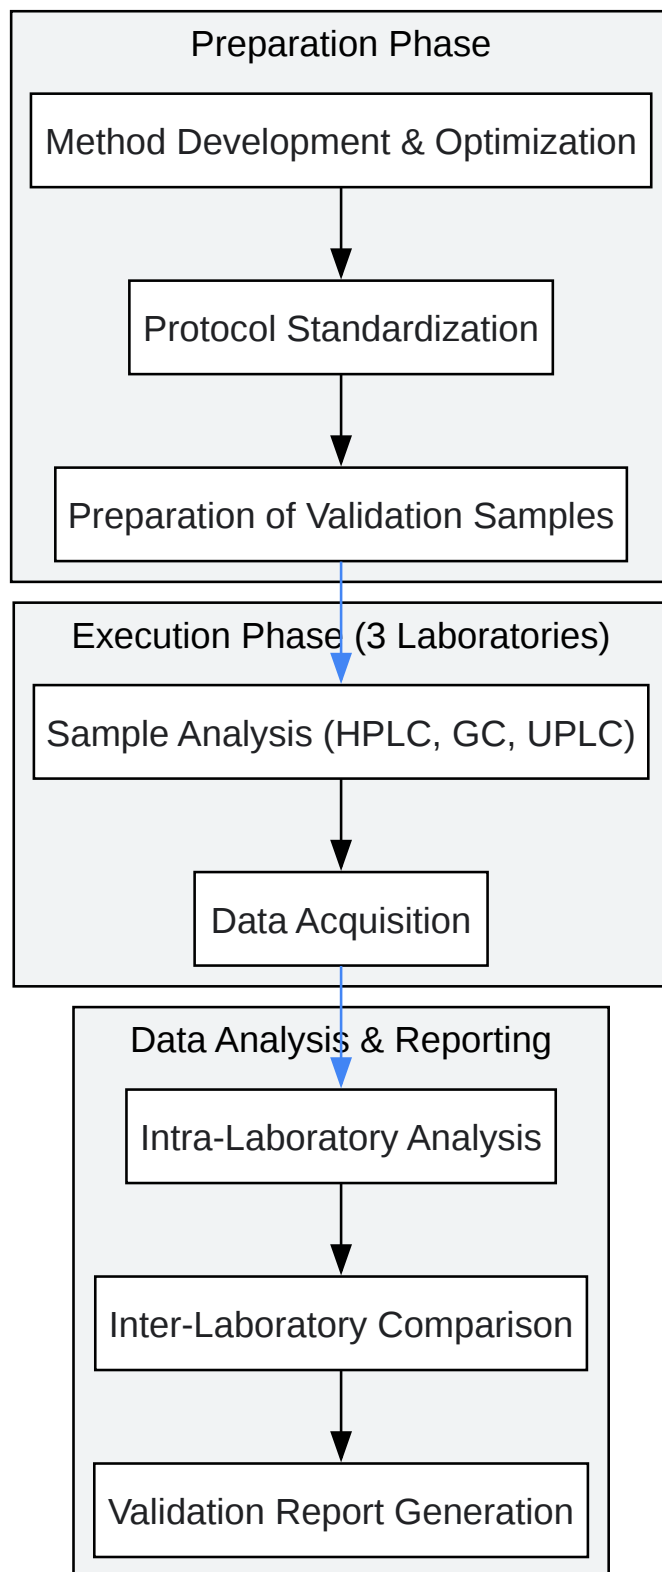 Preparation Phase
Method Development & Optimization
Protocol Standardization
Preparation of Validation Samples
Execution Phase (3 Laboratories)
Sample Analysis (HPLC, GC, UPLC)
Data Acquisition
Data Analysis & Reporting
Intra-Laboratory Analysis
Inter-Laboratory Comparison
Validation Report Generation